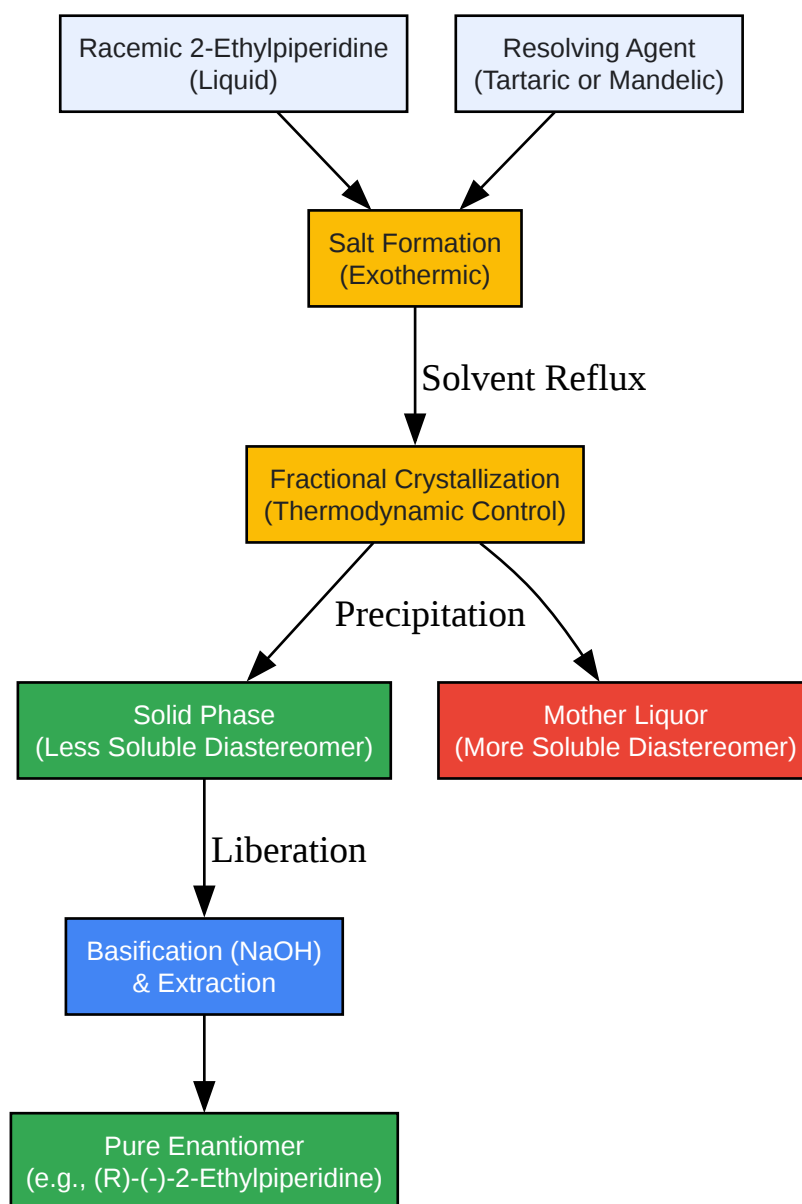 Racemic 2-Ethylpiperidine
(Liquid)
Resolving Agent
(Tartaric or Mandelic)
Salt Formation
(Exothermic)
Solvent Reflux
Fractional Crystallization
(Thermodynamic Control)
Precipitation
Solid Phase
(Less Soluble Diastereomer)
Mother Liquor
(More Soluble Diastereomer)
Liberation
Basification (NaOH)
& Extraction
Pure Enantiomer
(e.g., (R)-(-)-2-Ethylpiperidine)